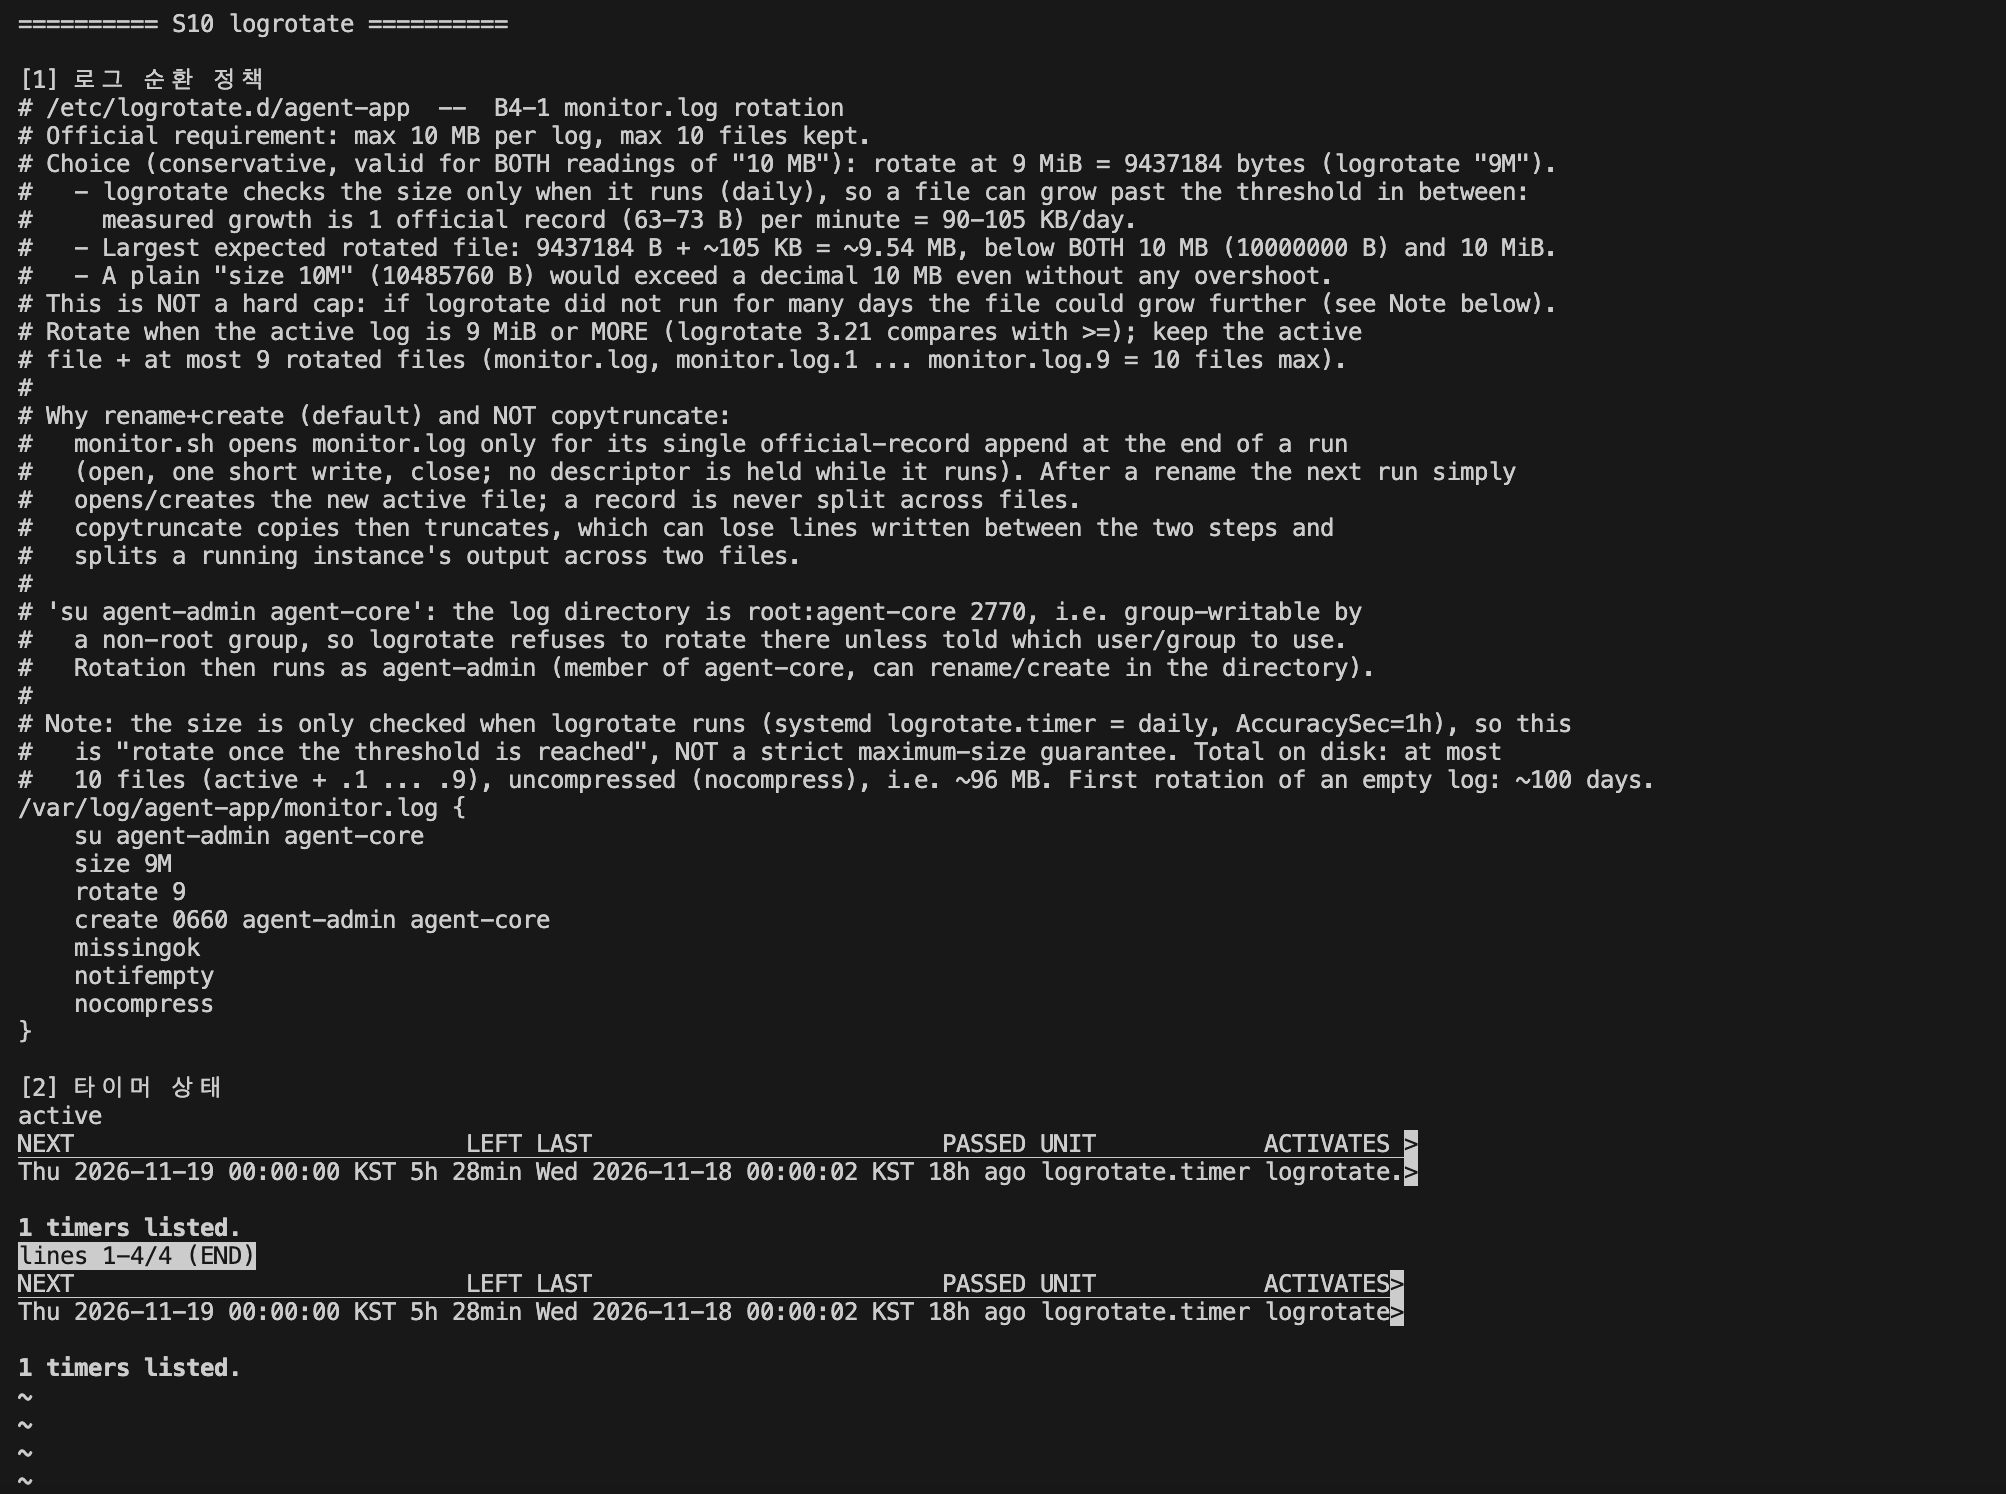 ========== S10 logrotate ==========
[1] 로그 순환 정책
# /etc/logrotate.d/agent-app  --  B4-1 monitor.log rotation
# Official requirement: max 10 MB per log, max 10 files kept.
# Choice (conservative, valid for BOTH readings of "10 MB"): rotate at 9 MiB = 9437184 bytes (logrotate "9M").
#   - logrotate checks the size only when it runs (daily), so a file can grow past the threshold in between:
#     measured growth is 1 official record (63-73 B) per minute = 90-105 KB/day.
#   - Largest expected rotated file: 9437184 B + ~105 KB = ~9.54 MB, below BOTH 10 MB (10000000 B) and 10 MiB.
#   - A plain "size 10M" (10485760 B) would exceed a decimal 10 MB even without any overshoot.
# This is NOT a hard cap: if logrotate did not run for many days the file could grow further (see Note below).
# Rotate when the active log is 9 MiB or MORE (logrotate 3.21 compares with >=); keep the active
# file + at most 9 rotated files (monitor.log, monitor.log.1 ... monitor.log.9 = 10 files max).
#
# Why rename+create (default) and NOT copytruncate:
#   monitor.sh opens monitor.log only for its single official-record append at the end of a run
#   (open, one short write, close; no descriptor is held while it runs). After a rename the next run simply
#   opens/creates the new active file; a record is never split across files.
#   copytruncate copies then truncates, which can lose lines written between the two steps and
#   splits a running instance's output across two files.
#
# 'su agent-admin agent-core': the log directory is root:agent-core 2770, i.e. group-writable by
#   a non-root group, so logrotate refuses to rotate there unless told which user/group to use.
#   Rotation then runs as agent-admin (member of agent-core, can rename/create in the directory).
#
# Note: the size is only checked when logrotate runs (systemd logrotate.timer = daily, AccuracySec=1h), so this
#   is "rotate once the threshold is reached", NOT a strict maximum-size guarantee. Total on disk: at most
#   10 files (active + .1 ... .9), uncompressed (nocompress), i.e. ~96 MB. First rotation of an empty log: ~100 days.
/var/log/agent-app/monitor.log {
    su agent-admin agent-core
    size 9M
    rotate 9
    create 0660 agent-admin agent-core
    missingok
    notifempty
    nocompress
}
[2] 타이머 상태
active
NEXT                            LEFT LAST                         PASSED UNIT            ACTIVATES >
Thu 2026-11-19 00:00:00 KST 5h 28min Wed 2026-11-18 00:00:02 KST 18h ago logrotate.timer logrotate.>
1 timers listed.
lines 1-4/4 (END)
NEXT                            LEFT LAST                         PASSED UNIT            ACTIVATES>
Thu 2026-11-19 00:00:00 KST 5h 28min Wed 2026-11-18 00:00:02 KST 18h ago logrotate.timer logrotate>
1 timers listed.
~
~
~
~